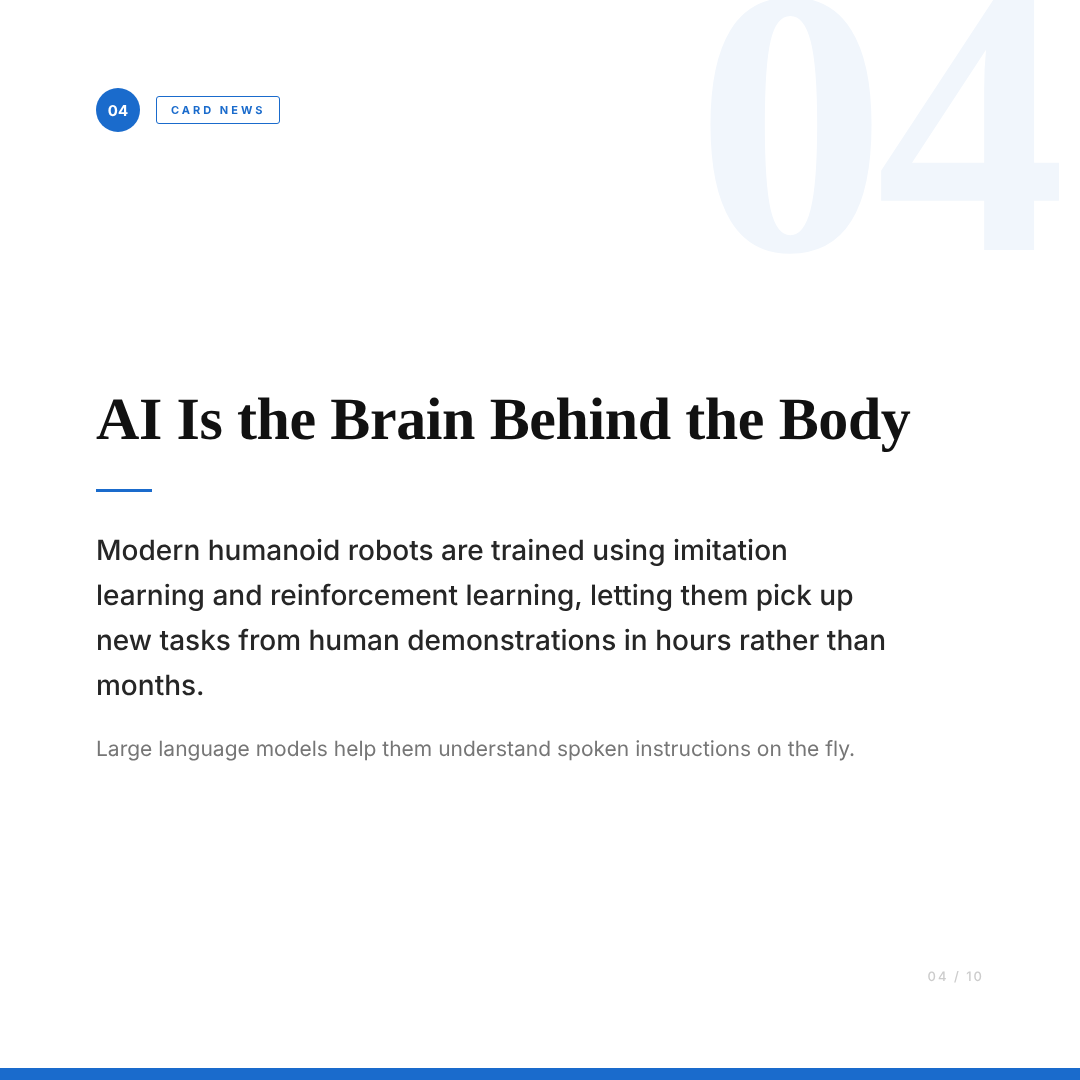 04
04
CARD NEWS
AI Is the Brain Behind the Body
Modern humanoid robots are trained using imitation
learning and reinforcement learning, letting them pick up
new tasks from human demonstrations in hours rather than
months.
Large language models help them understand spoken instructions on the fly.
04 / 10